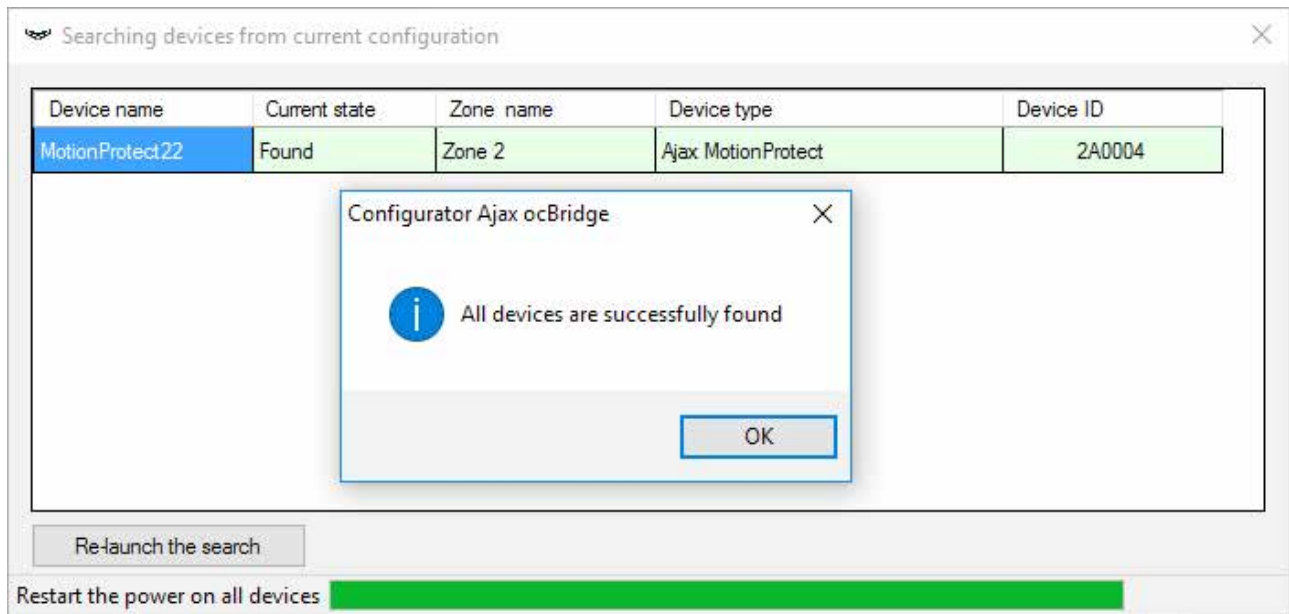 Searching devices from current configuration
Device name Current state Zone name Device type Device ID
MotionProtect22 Found Zone 2 Ajax MotionProtect 2A0004
Configurator Ajax ocBridge
All devices are successfully found
OK
Re-launch the search
Restart the power on all devices